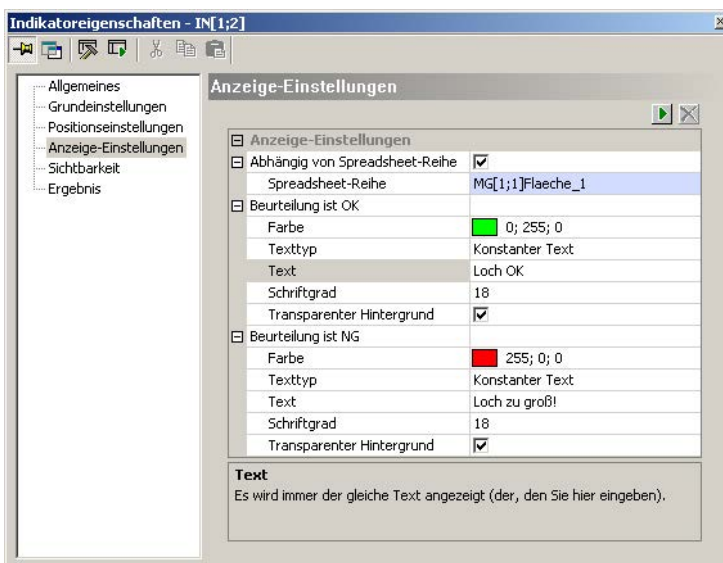 Indikatoreigenschaften - IN[1;2]
Allgemeines
Grundeinstellungen
Positionseinstellungen
Anzeige-Einstellungen
Sichtbarkeit
Ergebnis
Anzeige-Einstellungen
Anzeige-Einstellungen
Abhängig von Spreadsheet-Reihe
Spreadsheet-Reihe MG[1;1]Flaeche_1
Beurteilung ist OK
Farbe 0; 255; 0
Texttyp Konstanter Text
Text Loch OK
Schriftgrad 18
Transparenter Hintergrund
Beurteilung ist NG
Farbe 255; 0; 0
Texttyp Konstanter Text
Text Loch zu groß!
Schriftgrad 18
Transparenter Hintergrund
Text
Es wird immer der gleiche Text angezeigt (der, den Sie hier eingeben).